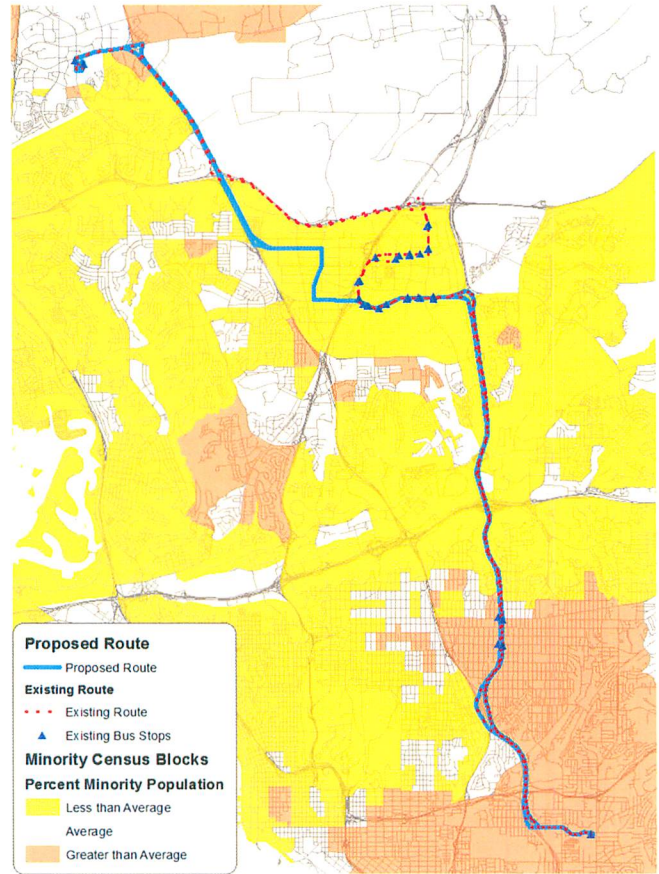 Proposed Route
Proposed Route
Existing Route
Existing Route
Existing Bus Stops
Minority Census Blocks
Percent Minority Population
Less than Average
Average
Greater than Average